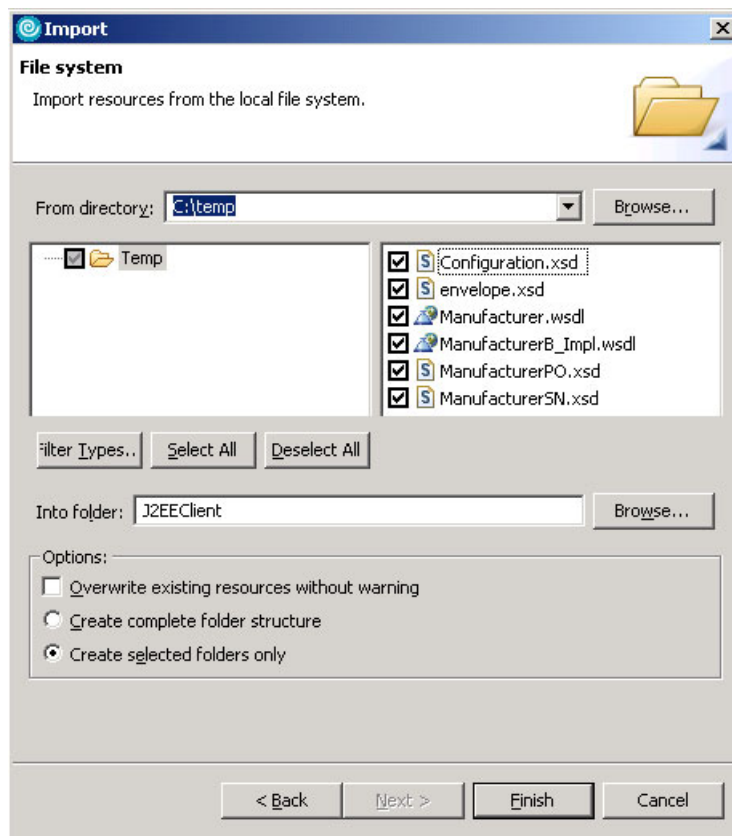 Import
File system
Import resources from the local file system.
From directory: C:\temp Browse...
Temp
Configuration.xsd
envelope.xsd
Manufacturer.wsdl
ManufacturerB_Impl.wsdl
ManufacturerPO.xsd
ManufacturerSN.xsd
Filter Types.. Select All Deselect All
Into folder: J2EEClient Browse...
Options:
Overwrite existing resources without warning
Create complete folder structure
Create selected folders only
< Back Next > Finish Cancel